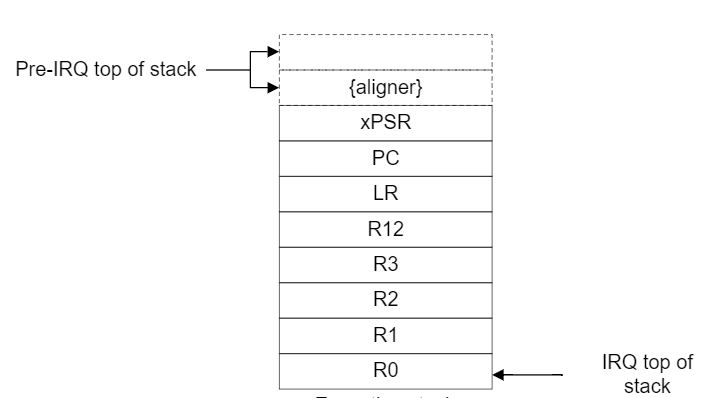 Pre-IRQ top of stack
{aligner}
xPSR
PC
LR
R12
R3
R2
R1
R0
IRQ top of
stack